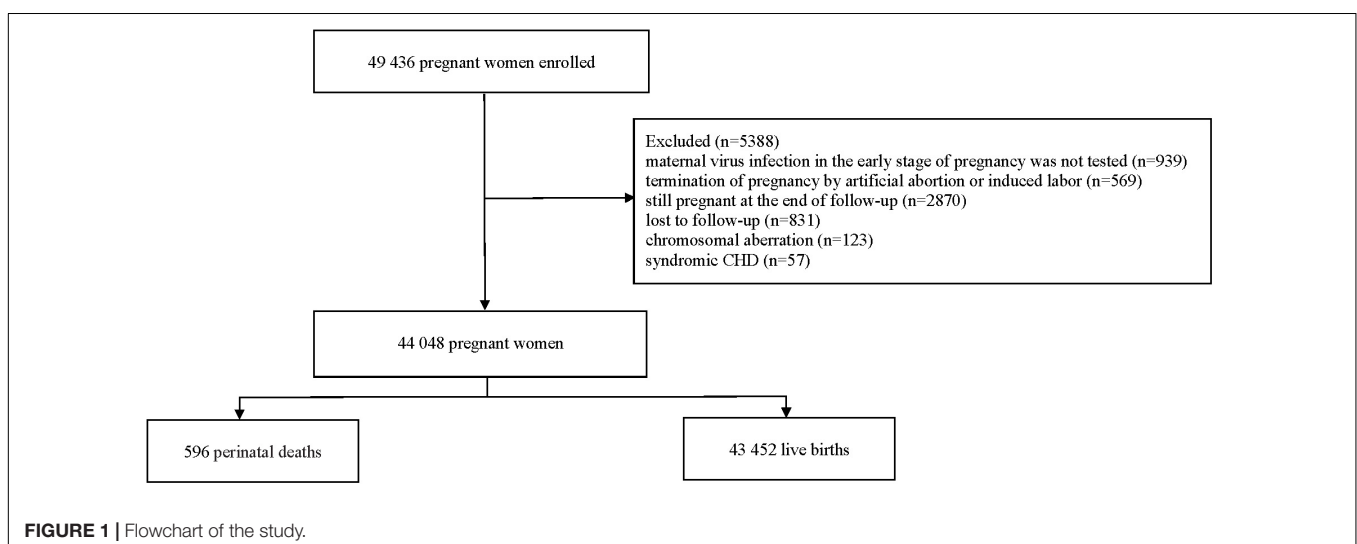 49 436 pregnant women enrolled
Excluded (n=5388)
maternal virus infection in the early stage of pregnancy was not tested (n=939)
termination of pregnancy by artificial abortion or induced labor (n=569)
still pregnant at the end of follow-up (n=2870)
lost to follow-up (n=831)
chromosomal aberration (n=123)
syndromic CHD (n=57)
44 048 pregnant women
596 perinatal deaths
43 452 live births
FIGURE 1 | Flowchart of the study.